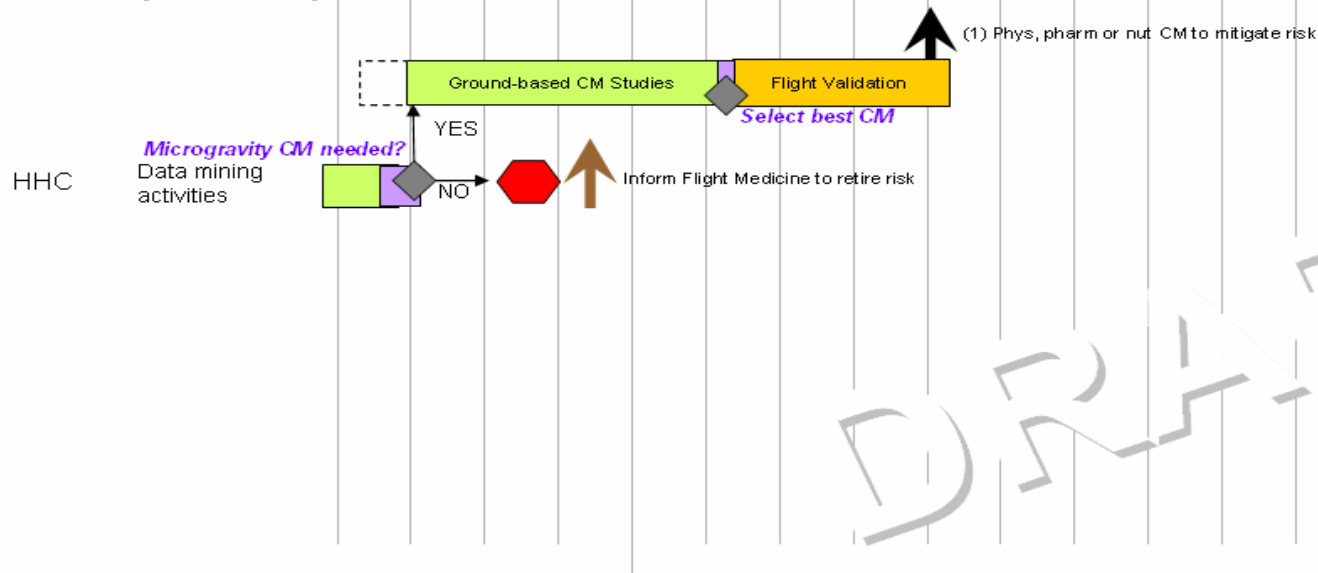 (1) Phys, pharm or nut CM to mitigate risk
Ground-based CM Studies
Flight Validation
Select best CM
YES
Microgravity CM needed?
HHC
Data mining
activities
NO
Inform Flight Medicine to retire risk